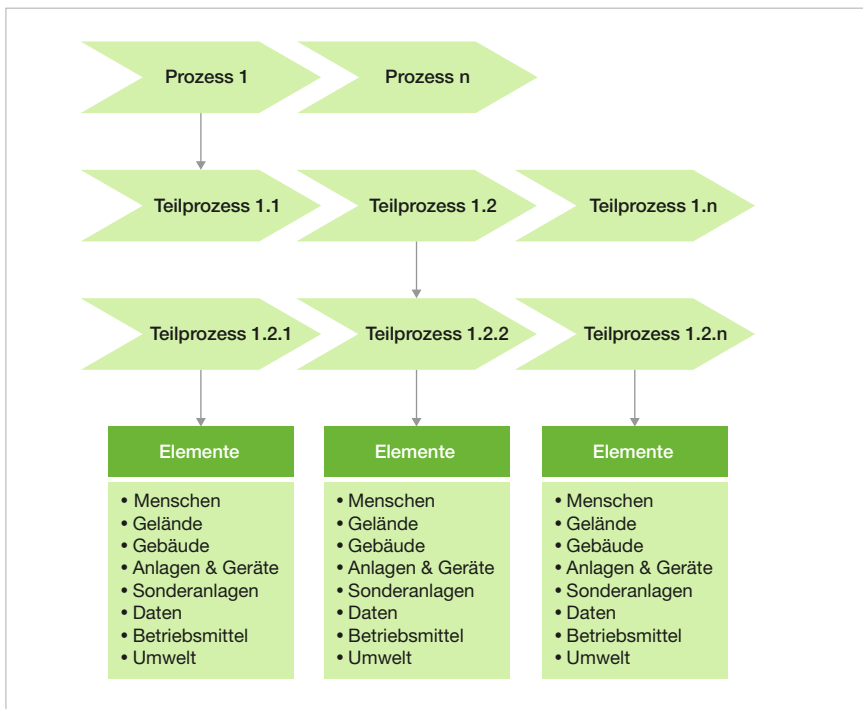 Prozess 1
Prozess n
Teilprozess 1.1
Teilprozess 1.2
Teilprozess 1.n
Teilprozess 1.2.1
Teilprozess 1.2.2
Teilprozess 1.2.n
Elemente
• Menschen
• Gelände
• Gebäude
• Anlagen & Geräte
• Sonderanlagen
• Daten
• Betriebsmittel
• Umwelt
Elemente
• Menschen
• Gelände
• Gebäude
• Anlagen & Geräte
• Sonderanlagen
• Daten
• Betriebsmittel
• Umwelt
Elemente
• Menschen
• Gelände
• Gebäude
• Anlagen & Geräte
• Sonderanlagen
• Daten
• Betriebsmittel
• Umwelt